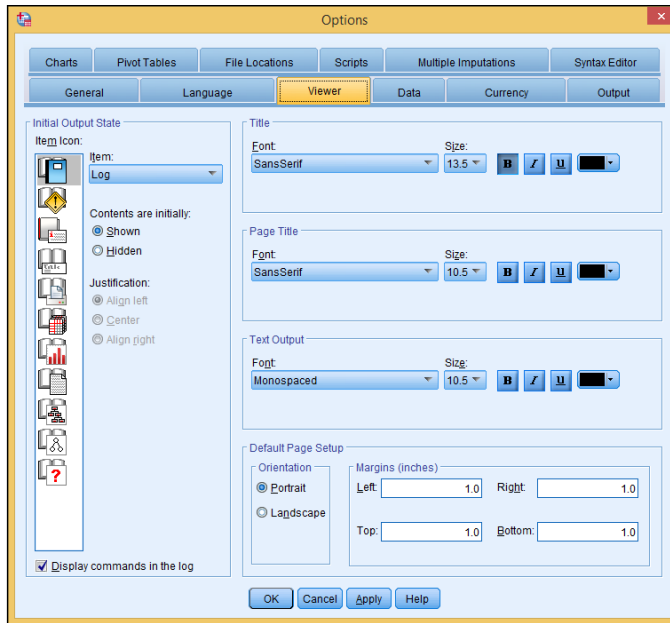 Options
Charts Pivot Tables File Locations Scripts Multiple Imputations Syntax Editor
General Language Viewer Data Currency Output
Initial Output State
Item Icon:
Item:
Log
Contents are initially:
Shown
Hidden
Justification:
Align left
Center
Align right
Display commands in the log
Title
Font: Size:
SansSerif 13.5 B I U
Page Title
Font: Size:
SansSerif 10.5 B I U
Text Output
Font: Size:
Monospaced 10.5 B I U
Default Page Setup
Orientation
Portrait
Landscape
Margins (inches)
Left: 1.0 Right: 1.0
Top: 1.0 Bottom: 1.0
OK Cancel Apply Help